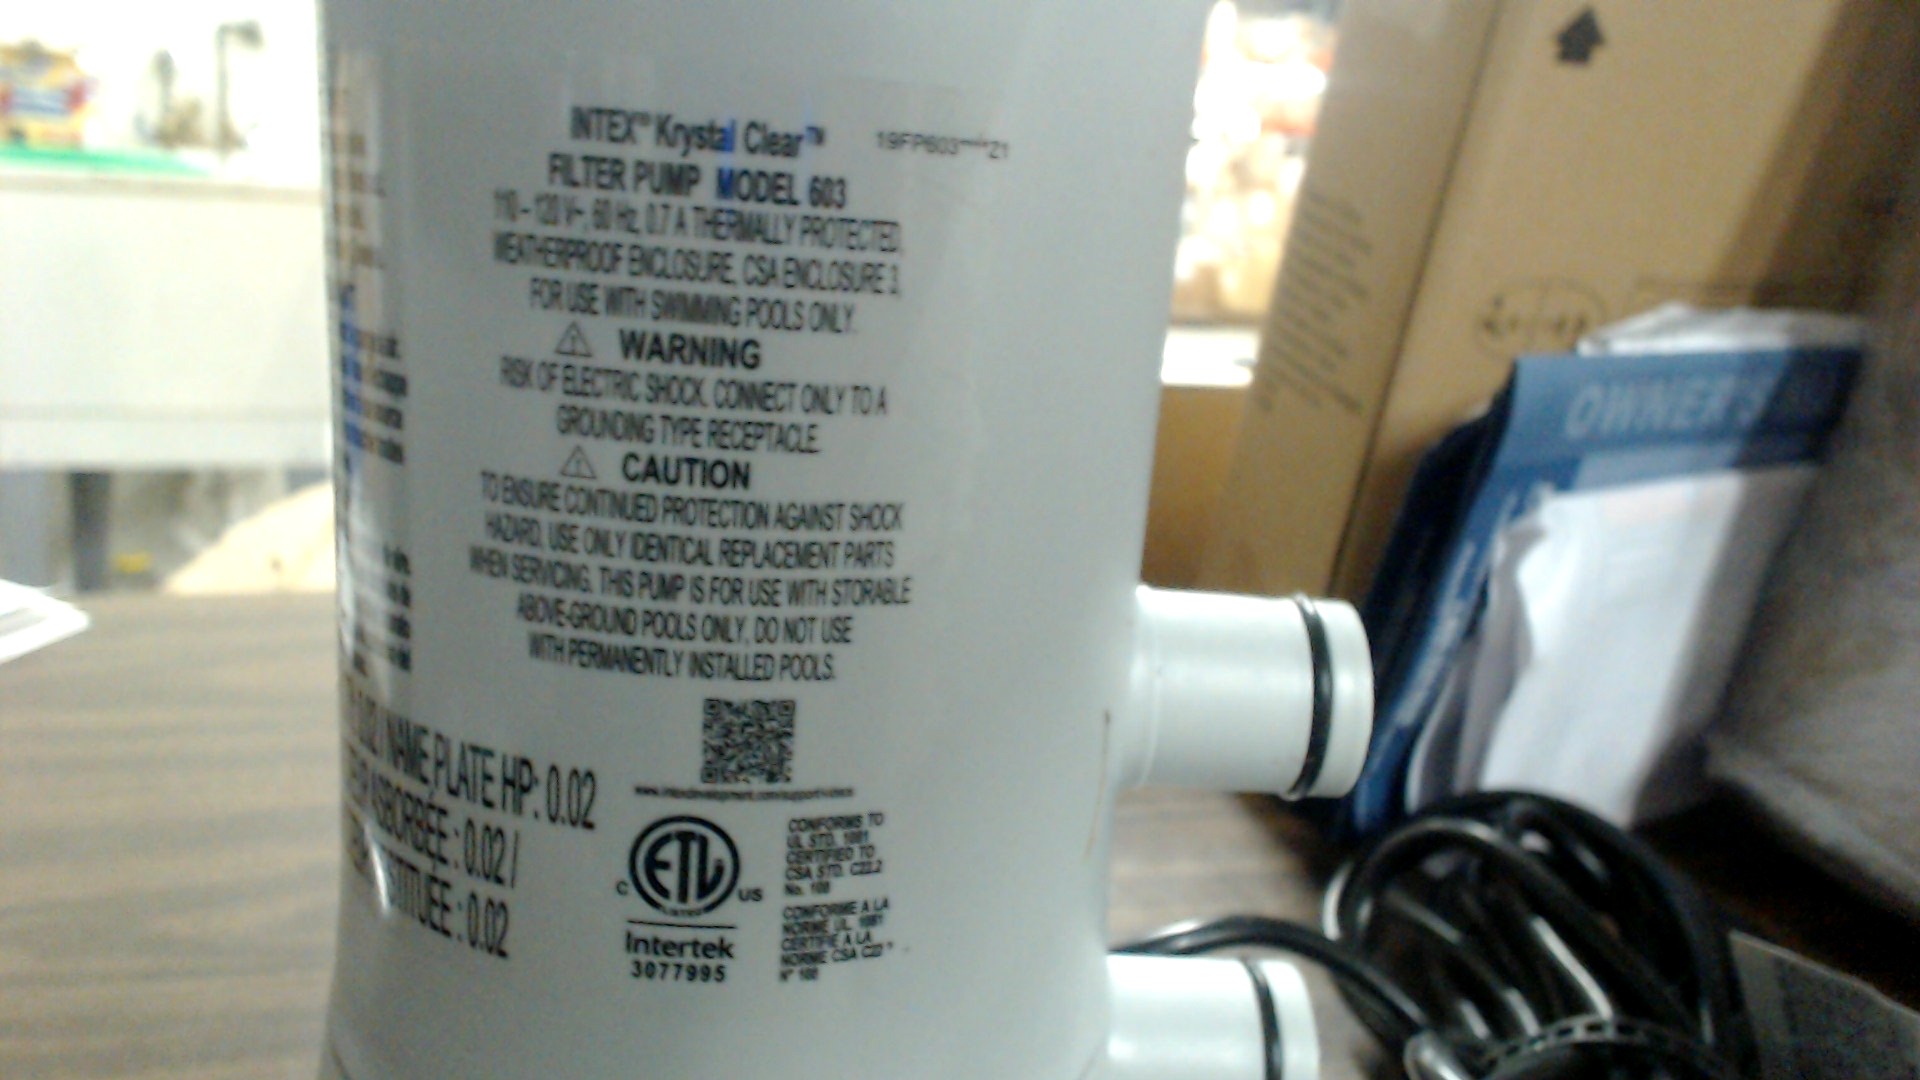 INTEX® Krystal Clear™
FILTER PUMP MODEL 603
110 – 120 V~, 60 Hz, 0.7 A THERMALLY PROTECTED,
WEATHERPROOF ENCLOSURE, CSA ENCLOSURE 3,
FOR USE WITH SWIMMING POOLS ONLY.
WARNING
RISK OF ELECTRIC SHOCK. CONNECT ONLY TO A
GROUNDING TYPE RECEPTACLE.
CAUTION
TO ENSURE CONTINUED PROTECTION AGAINST SHOCK
HAZARD, USE ONLY IDENTICAL REPLACEMENT PARTS
WHEN SERVICING. THIS PUMP IS FOR USE WITH STORABLE
ABOVE-GROUND POOLS ONLY, DO NOT USE
WITH PERMANENTLY INSTALLED POOLS.
NAME PLATE HP: 0.02
ABSORBÉE : 0.02 /
0.02
C ETL US
LISTED
Intertek
3077995
CONFORMS TO
UL STD. 1081
CERTIFIED TO
CSA STD. C22.2
No. 108
CONFORME A LA
NORME UL 1081
CERTIFIÉ A LA
NORME CSA C22
N° 108
OWNER'S